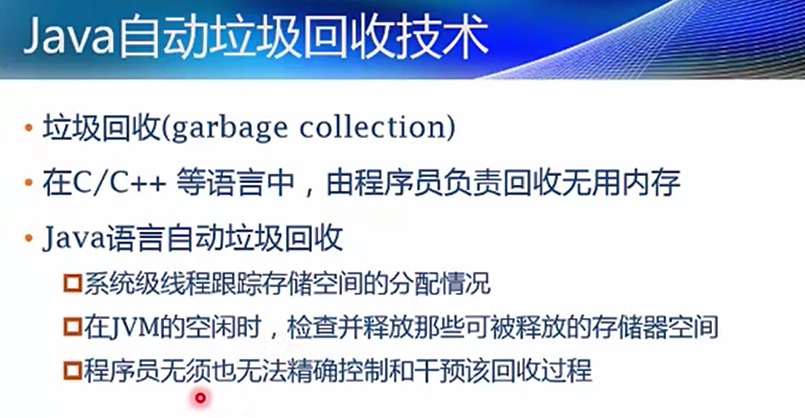 Java自动垃圾回收技术
垃圾回收(garbage collection)
在C/C++ 等语言中，由程序员负责回收无用内存
Java语言自动垃圾回收
系统级线程跟踪存储空间的分配情况
在JVM的空闲时，检查并释放那些可被释放的存储器空间
程序员无须也无法精确控制和干预该回收过程